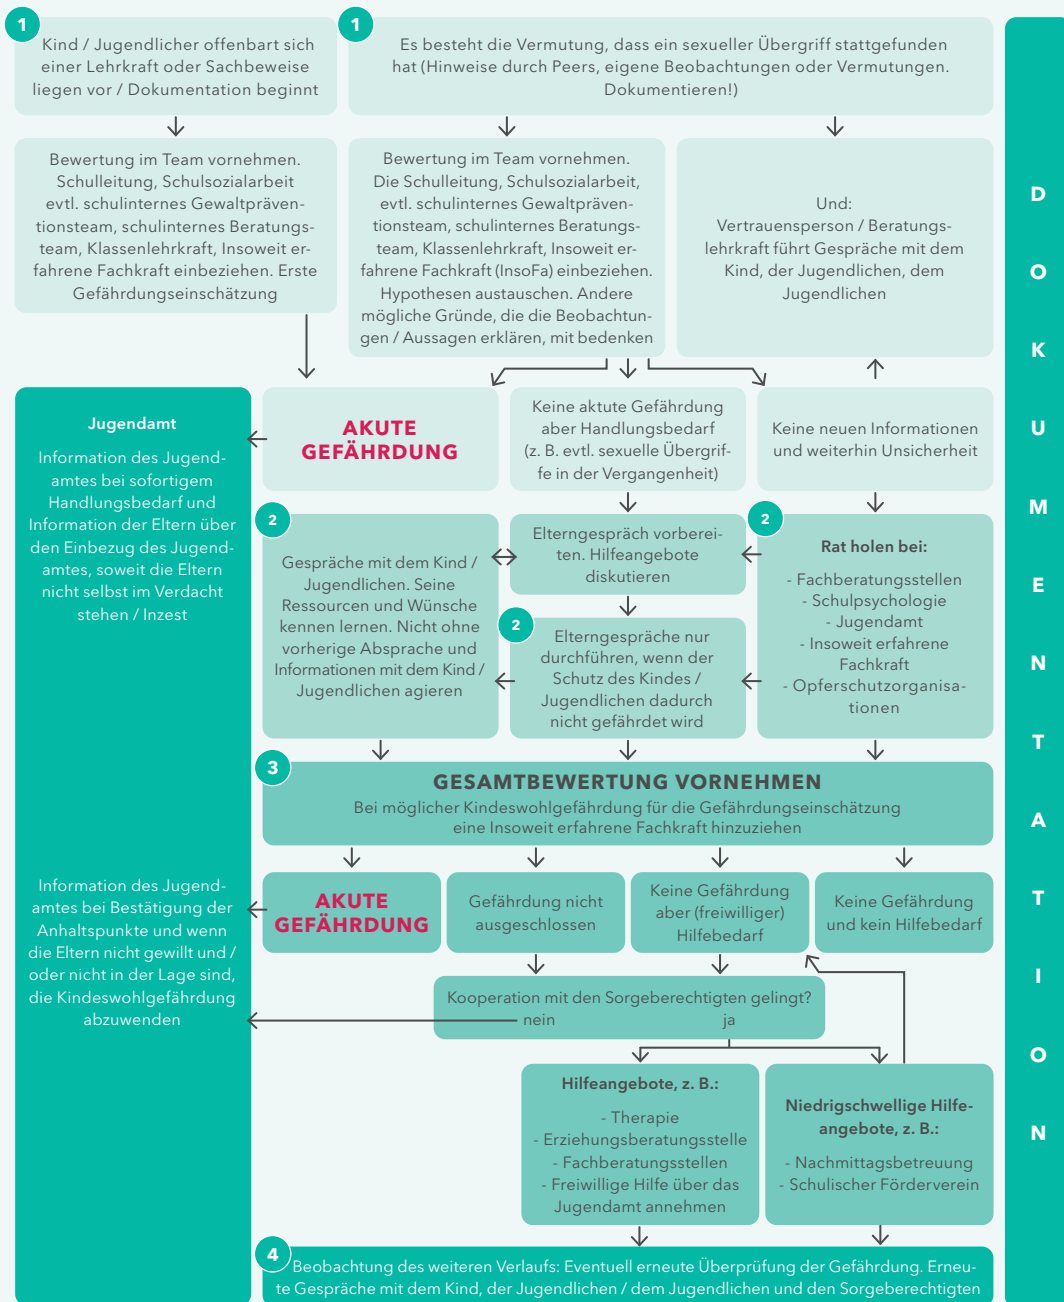 1
Kind / Jugendlicher offenbart sich
einer Lehrkraft oder Sachbeweise
liegen vor / Dokumentation beginnt
1
Es besteht die Vermutung, dass ein sexueller Übergriff stattgefunden
hat (Hinweise durch Peers, eigene Beobachtungen oder Vermutungen.
Dokumentieren!)
Bewertung im Team vornehmen.
Schulleitung, Schulsozialarbeit
evtl. schulinternes Gewaltpräven-
tionsteam, schulinternes Beratungs-
team, Klassenlehrkraft, Insoweit er-
fahrene Fachkraft einbeziehen. Erste
Gefährdungseinschätzung
Bewertung im Team vornehmen.
Die Schulleitung, Schulsozialarbeit,
evtl. schulinternes Gewaltpräven-
tionsteam, schulinternes Beratungs-
team, Klassenlehrkraft, Insoweit er-
fahrene Fachkraft (InsoFa) einbeziehen.
Hypothesen austauschen. Andere
mögliche Gründe, die die Beobachtun-
gen / Aussagen erklären, mit bedenken
Und:
Vertrauensperson / Beratungs-
lehrkraft führt Gespräche mit dem
Kind, der Jugendlichen, dem
Jugendlichen
Jugendamt
Information des Jugend-
amtes bei sofortigem
Handlungsbedarf und
Information der Eltern über
den Einbezug des Jugend-
amtes, soweit die Eltern
nicht selbst im Verdacht
stehen / Inzest
AKUTE
GEFÄHRDUNG
Keine aktute Gefährdung
aber Handlungsbedarf
(z. B. evtl. sexuelle Übergrif-
fe in der Vergangenheit)
Keine neuen Informationen
und weiterhin Unsicherheit
2
Gespräche mit dem Kind /
Jugendlichen. Seine
Ressourcen und Wünsche
kennen lernen. Nicht ohne
vorherige Absprache und
Informationen mit dem Kind /
Jugendlichen agieren
Elterngespräch vorberei-
ten. Hilfeangebote
diskutieren
2
Elterngespräche nur
durchführen, wenn der
Schutz des Kindes /
Jugendlichen dadurch
nicht gefährdet wird
2
Rat holen bei:
- Fachberatungsstellen
- Schulpsychologie
- Jugendamt
- Insoweit erfahrene
Fachkraft
- Opferschutzorganisa-
tionen
3
GESAMTBEWERTUNG VORNEHMEN
Bei möglicher Kindeswohlgefährdung für die Gefährdungseinschätzung
eine Insoweit erfahrene Fachkraft hinzuziehen
Information des Jugend-
amtes bei Bestätigung der
Anhaltspunkte und wenn
die Eltern nicht gewillt und /
oder nicht in der Lage sind,
die Kindeswohlgefährdung
abzuwenden
AKUTE
GEFÄHRDUNG
Gefährdung nicht
ausgeschlossen
Keine Gefährdung
aber (freiwilliger)
Hilfebedarf
Keine Gefährdung
und kein Hilfebedarf
Kooperation mit den Sorgeberechtigten gelingt?
nein ja
Hilfeangebote, z. B.:
- Therapie
- Erziehungsberatungsstelle
- Fachberatungsstellen
- Freiwillige Hilfe über das
Jugendamt annehmen
Niedrigschwellige Hilfe-
angebote, z. B.:
- Nachmittagsbetreuung
- Schulischer Förderverein
4
Beobachtung des weiteren Verlaufs: Eventuell erneute Überprüfung der Gefährdung. Erneu-
te Gespräche mit dem Kind, der Jugendlichen / dem Jugendlichen und den Sorgeberechtigten
DOKUMENTATION